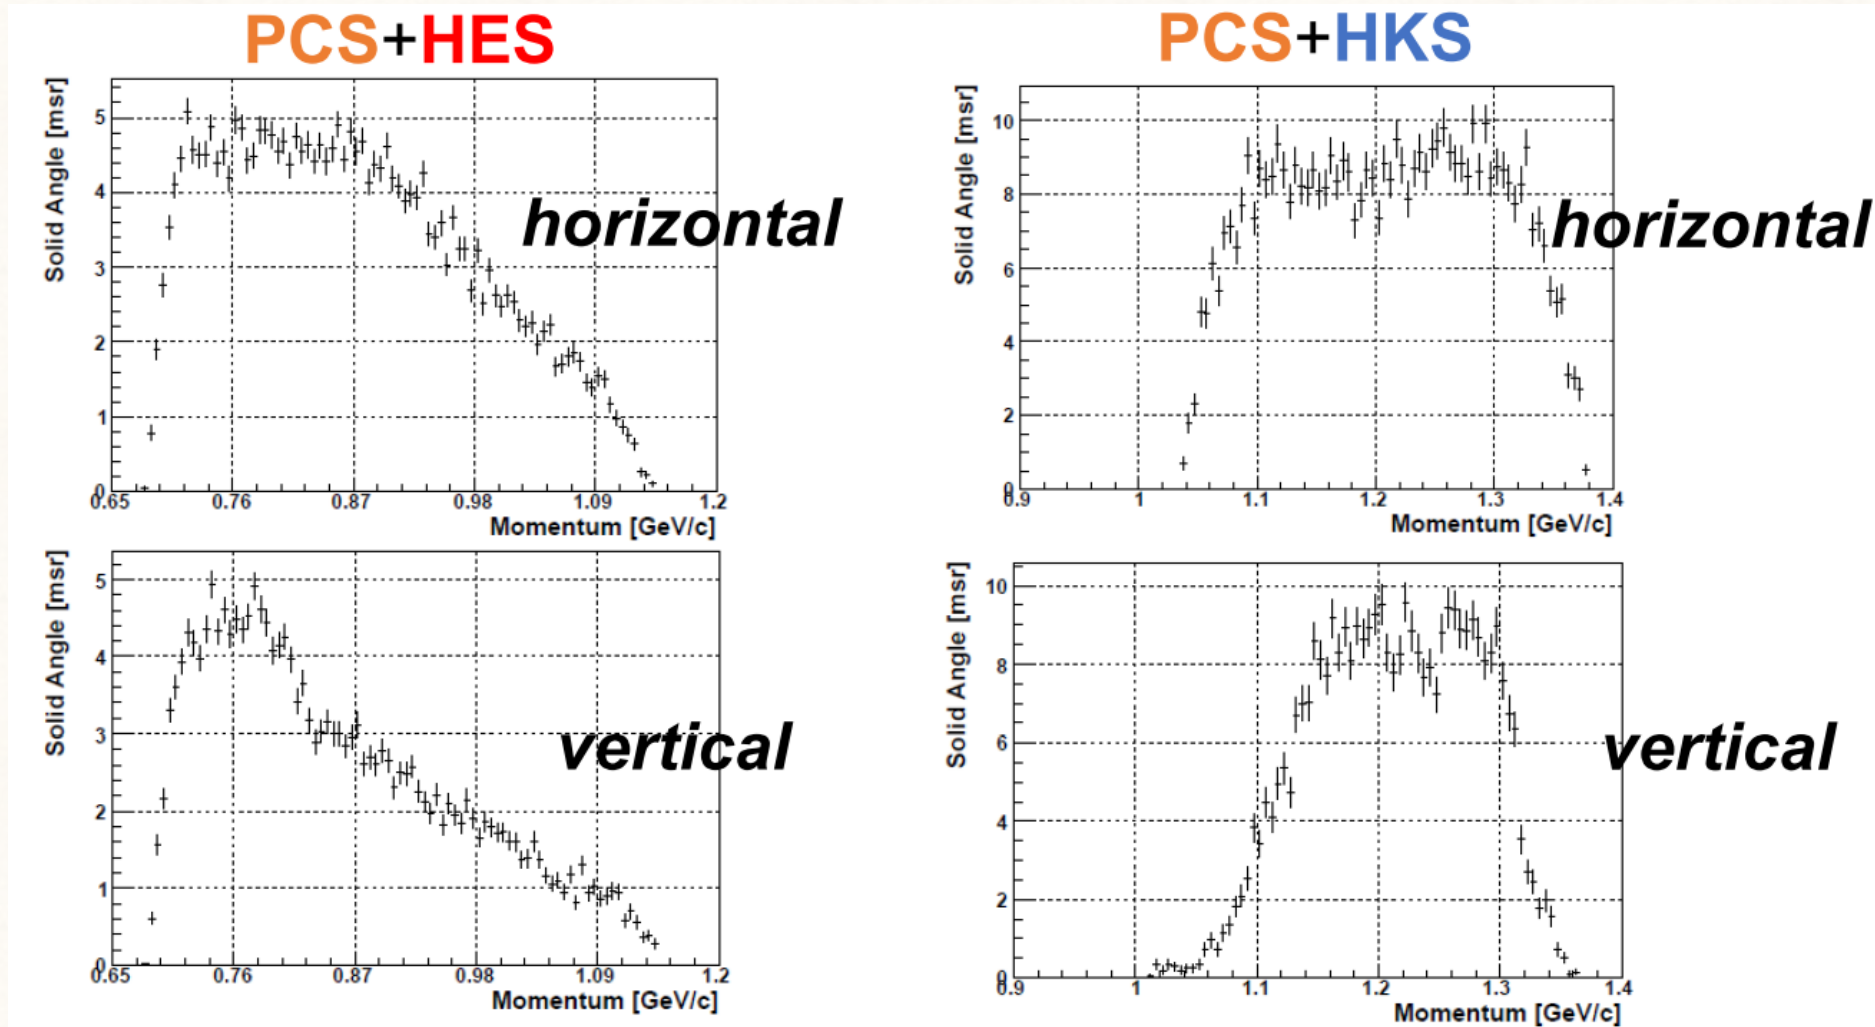 PCS+HES
Solid Angle [msr]
5
4
3
2
1
0
0.65 0.76 0.87 0.98 1.09 1.2
Momentum [GeV/c]
horizontal
PCS+HKS
Solid Angle [msr]
10
8
6
4
2
0
0.9 1 1.1 1.2 1.3 1.4
Momentum [GeV/c]
horizontal
Solid Angle [msr]
5
4
3
2
1
0
0.65 0.76 0.87 0.98 1.09 1.2
Momentum [GeV/c]
vertical
Solid Angle [msr]
10
8
6
4
2
0
0.9 1 1.1 1.2 1.3 1.4
Momentum [GeV/c]
vertical